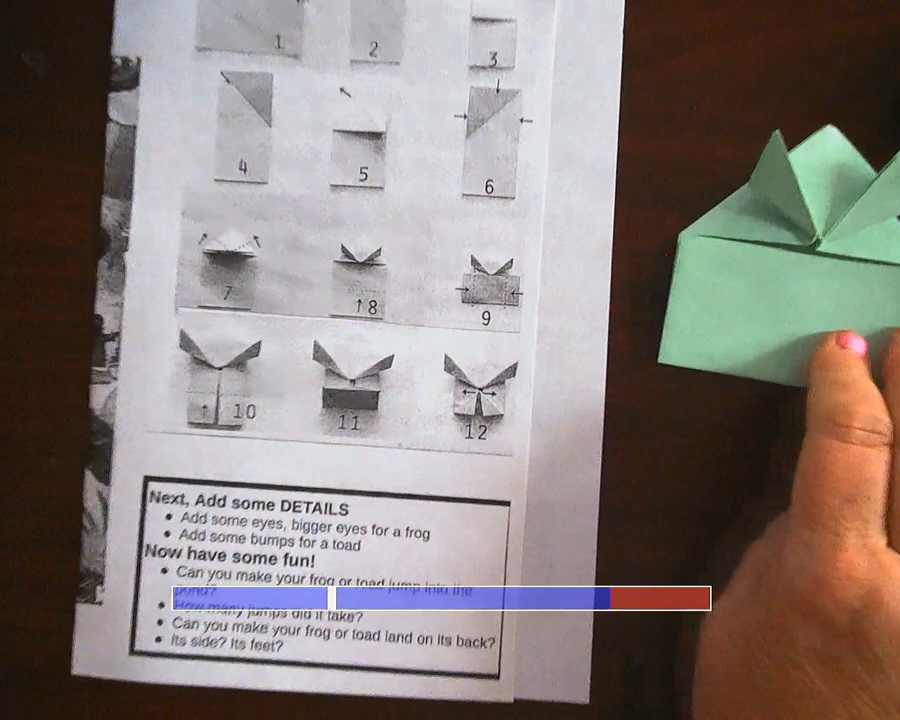 1 2 3
4 5 6
7 ↑8 9
10 11 12
Next, Add some DETAILS
• Add some eyes, bigger eyes for a frog
• Add some bumps for a toad
Now have some fun!
• Can you make your frog or toad jump into the
pond?
• How many jumps did it take?
• Can you make your frog or toad land on its back?
• Its side? Its feet?